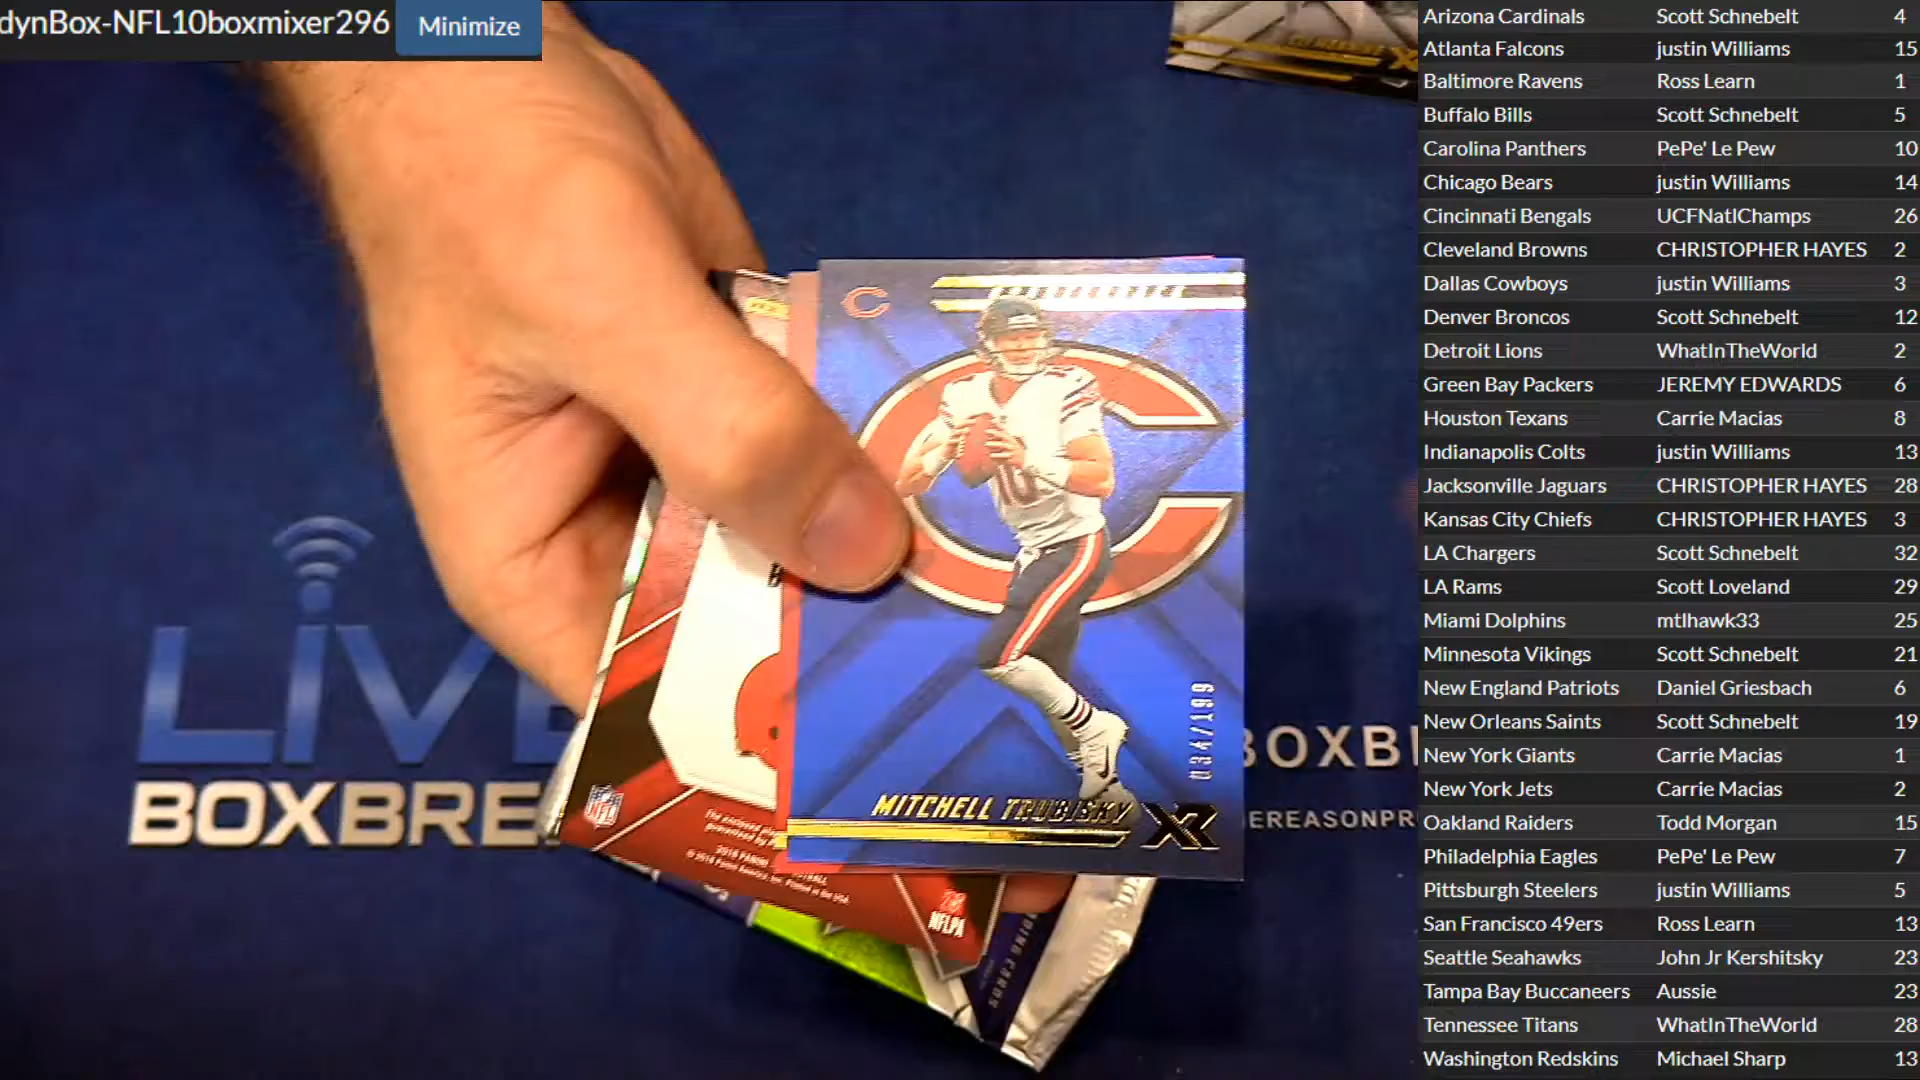 dynBox-NFL10boxmixer296 Minimize
Arizona Cardinals Scott Schnebelt 4
Atlanta Falcons justin Williams 15
Baltimore Ravens Ross Learn 1
Buffalo Bills Scott Schnebelt 5
Carolina Panthers PePe' Le Pew 10
Chicago Bears justin Williams 14
Cincinnati Bengals UCFNatlChamps 26
Cleveland Browns CHRISTOPHER HAYES 2
Dallas Cowboys justin Williams 3
Denver Broncos Scott Schnebelt 12
Detroit Lions WhatInTheWorld 2
Green Bay Packers JEREMY EDWARDS 6
Houston Texans Carrie Macias 8
Indianapolis Colts justin Williams 13
Jacksonville Jaguars CHRISTOPHER HAYES 28
Kansas City Chiefs CHRISTOPHER HAYES 3
LA Chargers Scott Schnebelt 32
LA Rams Scott Loveland 29
Miami Dolphins mtlhawk33 25
Minnesota Vikings Scott Schnebelt 21
New England Patriots Daniel Griesbach 6
New Orleans Saints Scott Schnebelt 19
New York Giants Carrie Macias 1
New York Jets Carrie Macias 2
Oakland Raiders Todd Morgan 15
Philadelphia Eagles PePe' Le Pew 7
Pittsburgh Steelers justin Williams 5
San Francisco 49ers Ross Learn 13
Seattle Seahawks John Jr Kershitsky 23
Tampa Bay Buccaneers Aussie 23
Tennessee Titans WhatInTheWorld 28
Washington Redskins Michael Sharp 13
C
10
034/199
MITCHELL TRUBISKY XR
LIVE
BOXBRE
BOXB
EREASONPR
NFL
NFLPA